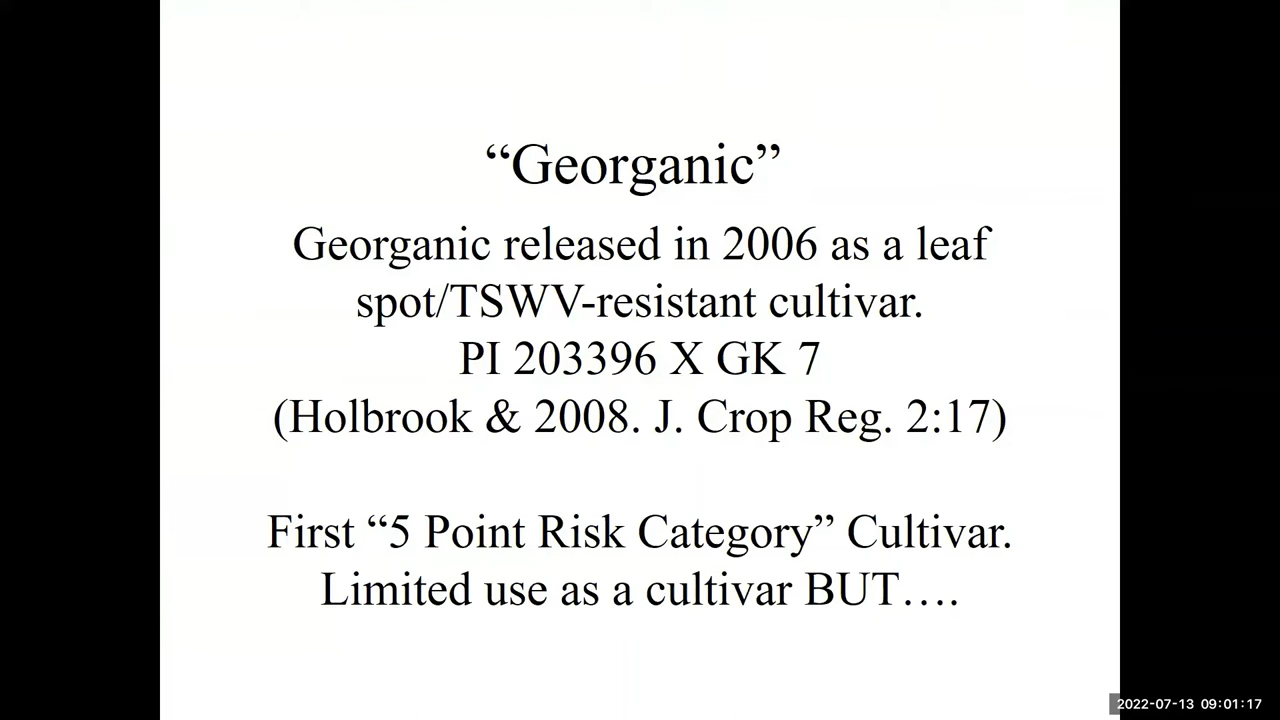 “Georganic”
Georganic released in 2006 as a leaf
spot/TSWV-resistant cultivar.
PI 203396 X GK 7
(Holbrook & 2008. J. Crop Reg. 2:17)
First “5 Point Risk Category” Cultivar.
Limited use as a cultivar BUT….
2022-07-13 09:01:17